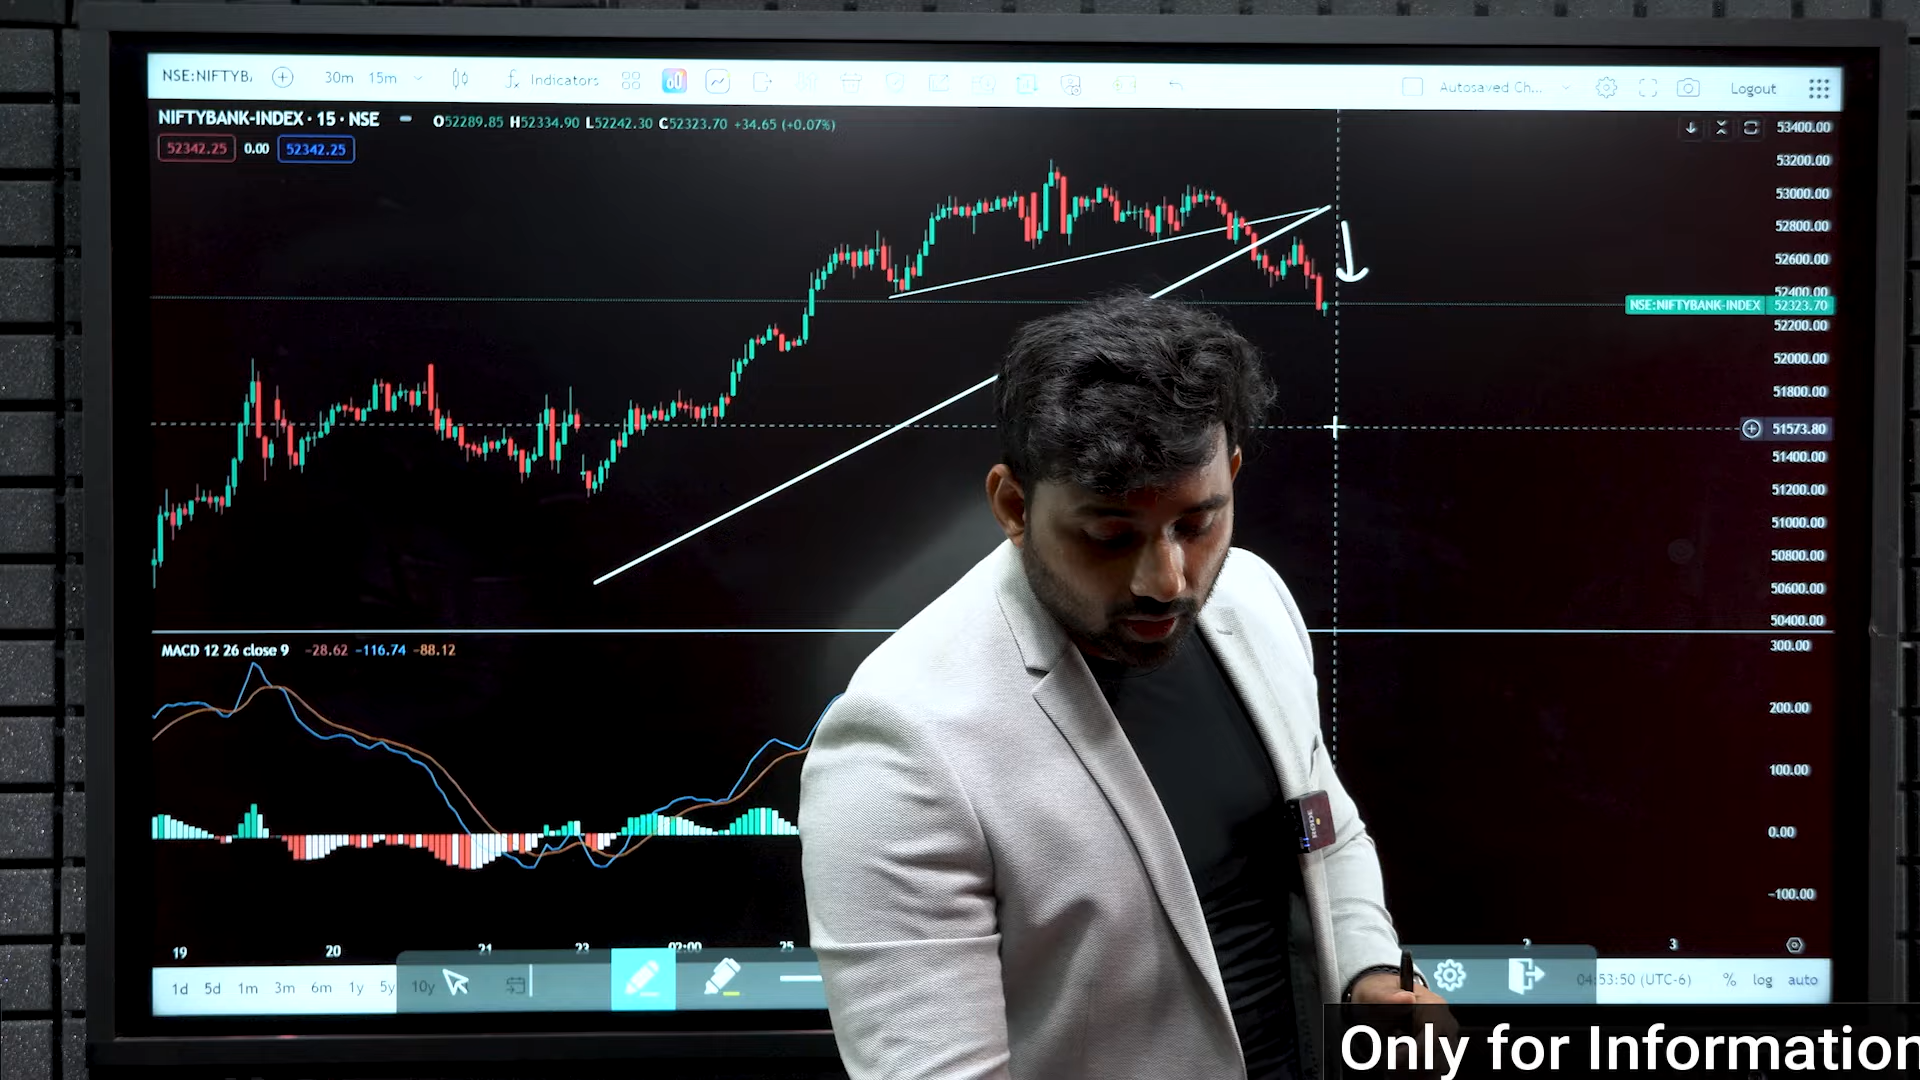 NSE:NIFTYB
30m 15m Indicators Autosaved Ch... Logout
NIFTYBANK-INDEX · 15 · NSE O52289.85 H52334.90 L52242.30 C52323.70 +34.65 (+0.07%)
52342.25 0.00 52342.25
53400.00
53200.00
53000.00
52800.00
52600.00
52400.00
NSE:NIFTYBANK-INDEX 52323.70
52200.00
52000.00
51800.00
51573.80
51400.00
51200.00
51000.00
50800.00
50600.00
50400.00
MACD 12 26 close 9 -28.62 -116.74 -88.12
300.00
200.00
100.00
0.00
-100.00
19 20 21 23 02:00 25 2 3
1d 5d 1m 3m 6m 1y 5y 10y 04:53:50 (UTC-6) % log auto
RODE
Only for Information